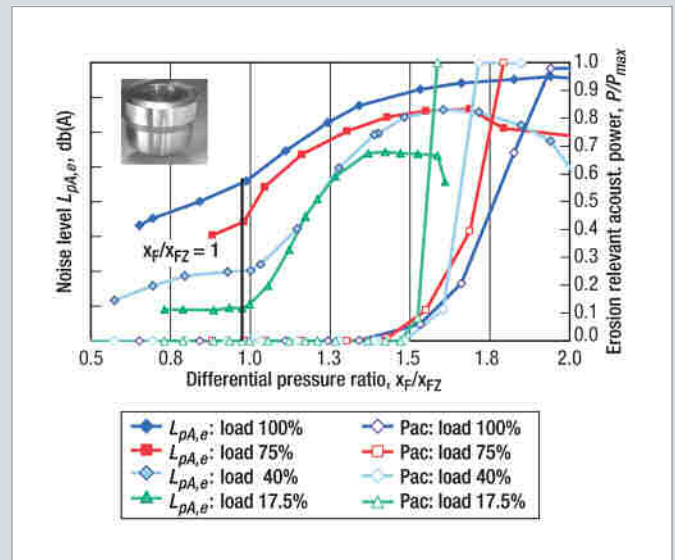 Noise level L_pA,e, db(A)
x_F/x_FZ = 1
1.0
0.9
0.8
0.7
0.6
0.5
0.4
0.3
0.2
0.1
0.0
Erosion relevant acoust. power, P/P_max
0.5 0.8 1.0 1.3 1.5 1.8 2.0
Differential pressure ratio, x_F/x_FZ
L_pA,e: load 100% Pac: load 100%
L_pA,e: load 75% Pac: load 75%
L_pA,e: load 40% Pac: load 40%
L_pA,e: load 17.5% Pac: load 17.5%